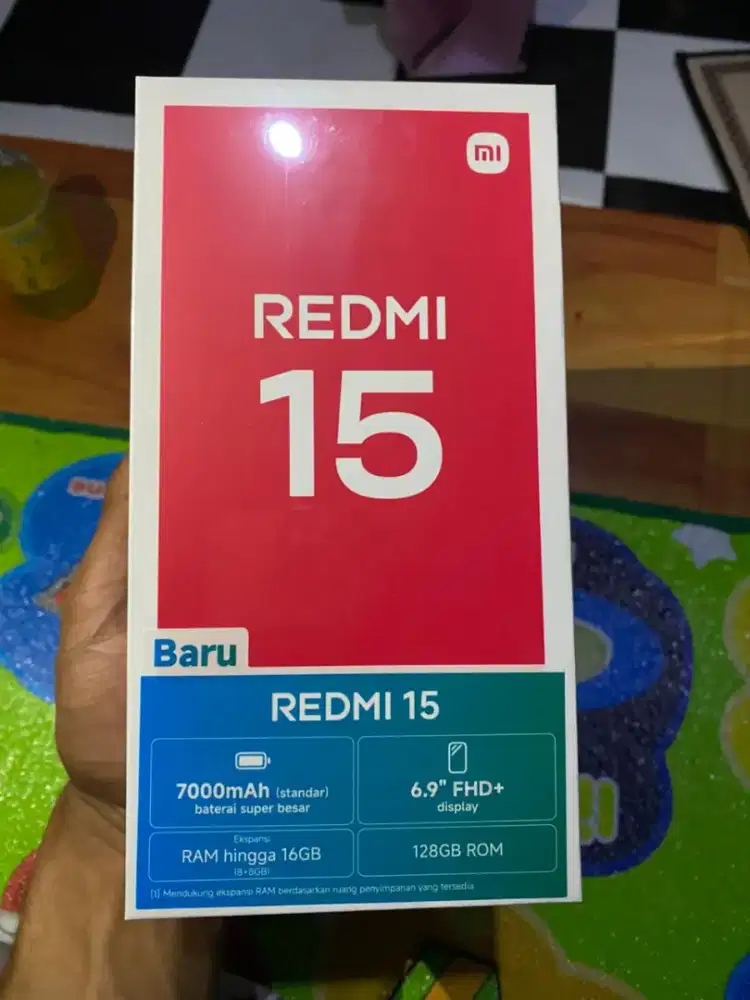 mi
REDMI
15
Baru
REDMI 15
7000mAh (standar)
baterai super besar
6.9" FHD+
display
Ekspansi
RAM hingga 16GB
(8+8GB)
128GB ROM
[1] Mendukung ekspansi RAM berdasarkan ruang penyimpanan yang tersedia